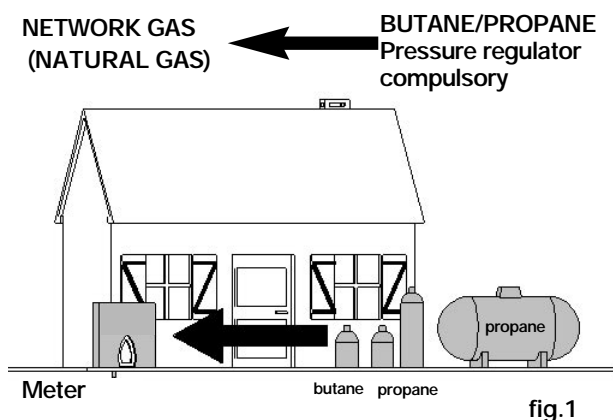 NETWORK GAS
(NATURAL GAS)
BUTANE/PROPANE
Pressure regulator
compulsory
propane
Meter
butane propane
fig.1